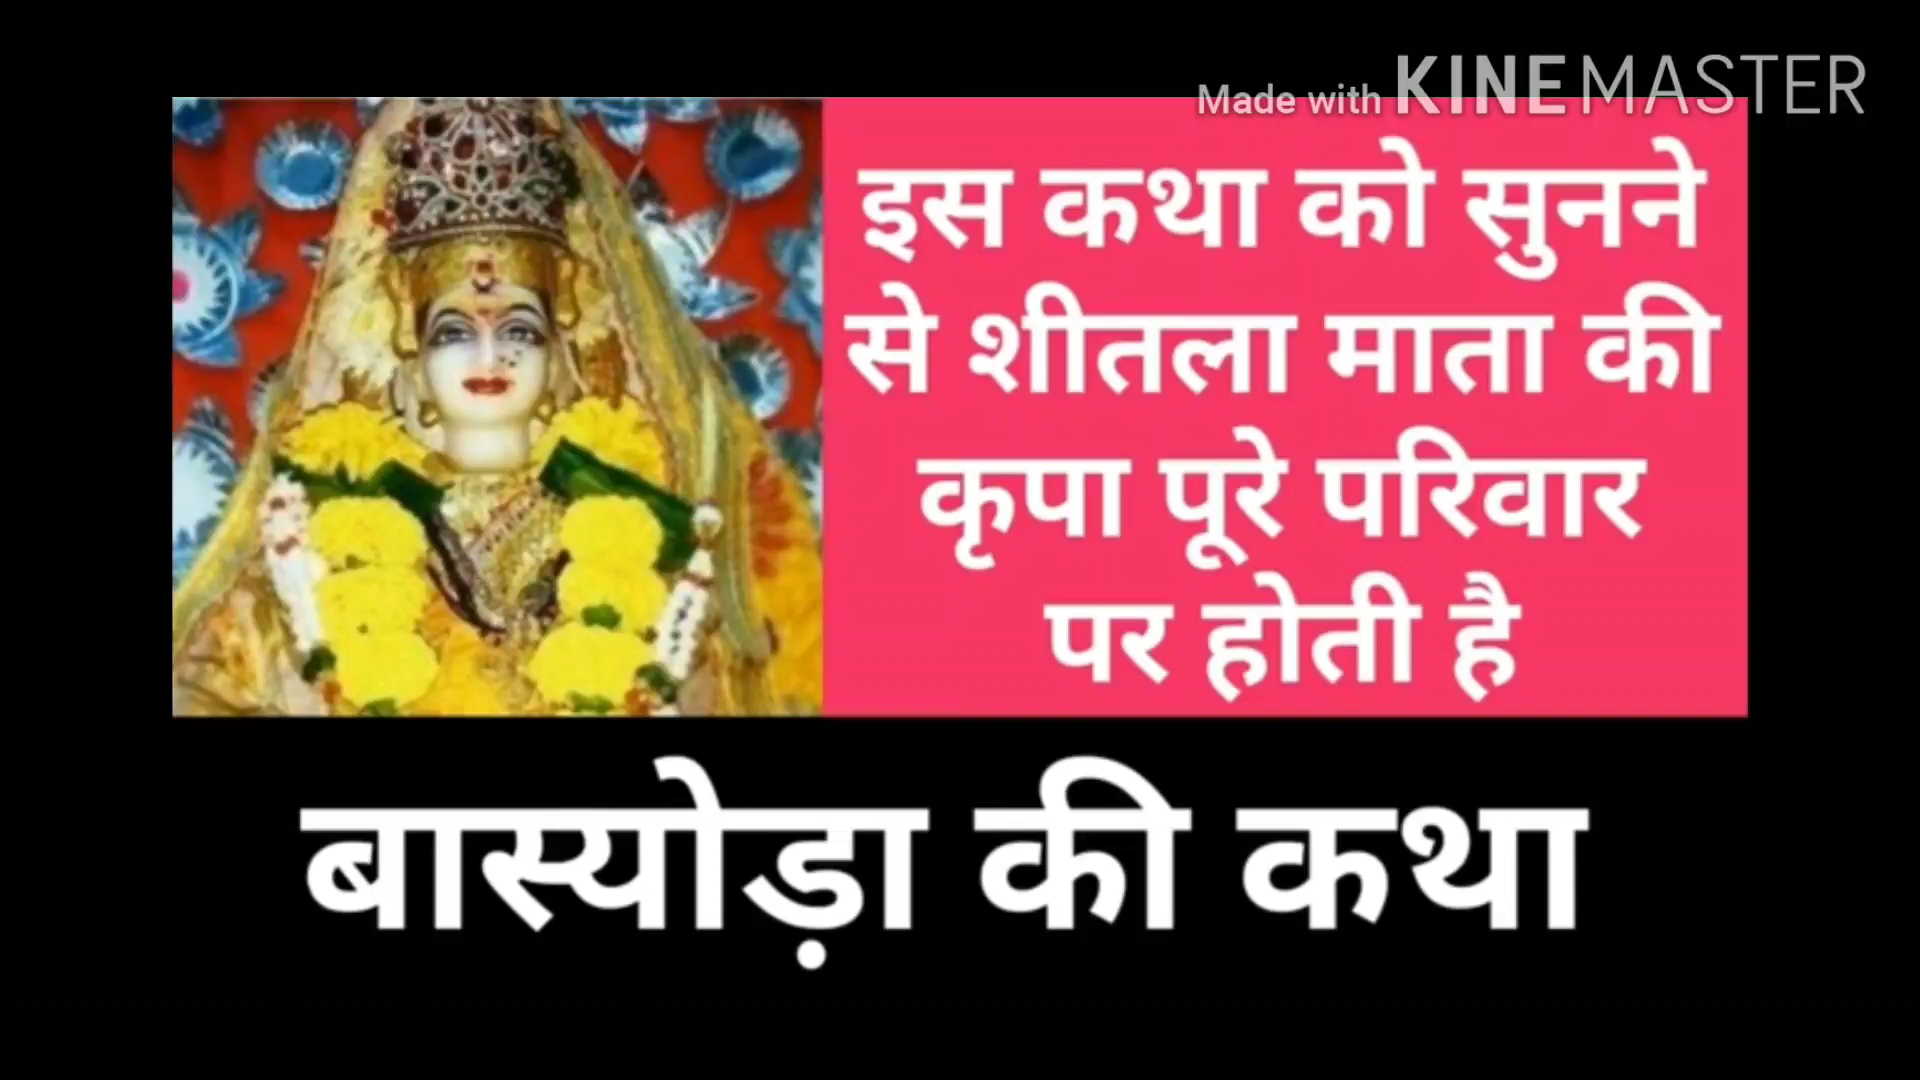 Made with KINEMASTER
इस कथा को सुनने
से शीतला माता की
कृपा पूरे परिवार
पर होती है
बास्योड़ा की कथा